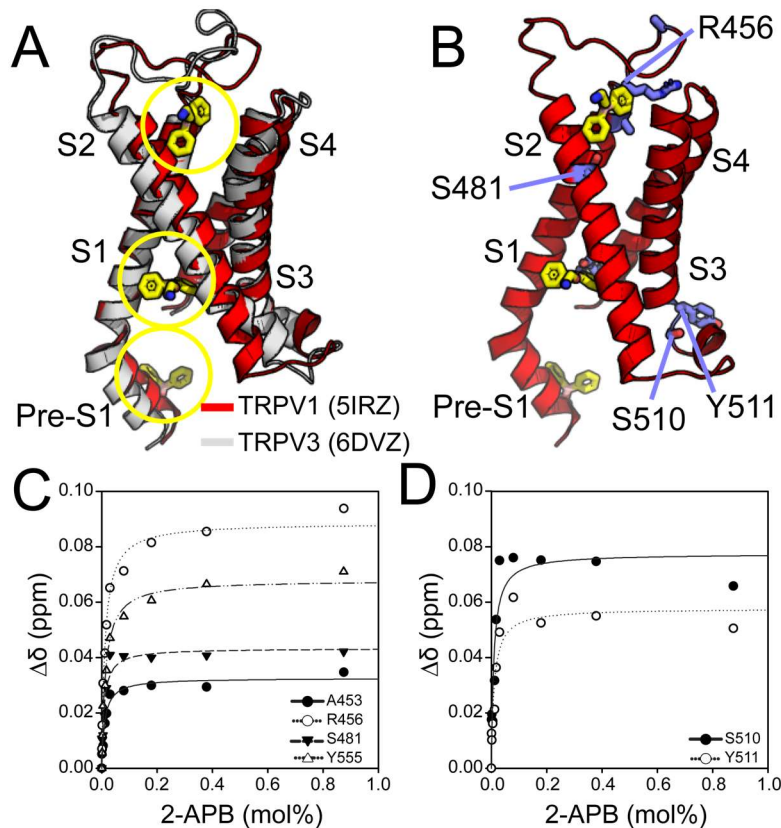 A
S2
S4
S1
S3
Pre-S1
TRPV1 (5IRZ)
TRPV3 (6DVZ)
B
R456
S2
S4
S481
S1
S3
Pre-S1
S510
Y511
C
0.10
0.08
0.06
0.04
0.02
0.00
Δδ (ppm)
A453
R456
S481
Y555
0.0 0.2 0.4 0.6 0.8 1.0
2-APB (mol%)
D
0.10
0.08
0.06
0.04
0.02
0.00
Δδ (ppm)
S510
Y511
0.0 0.2 0.4 0.6 0.8 1.0
2-APB (mol%)